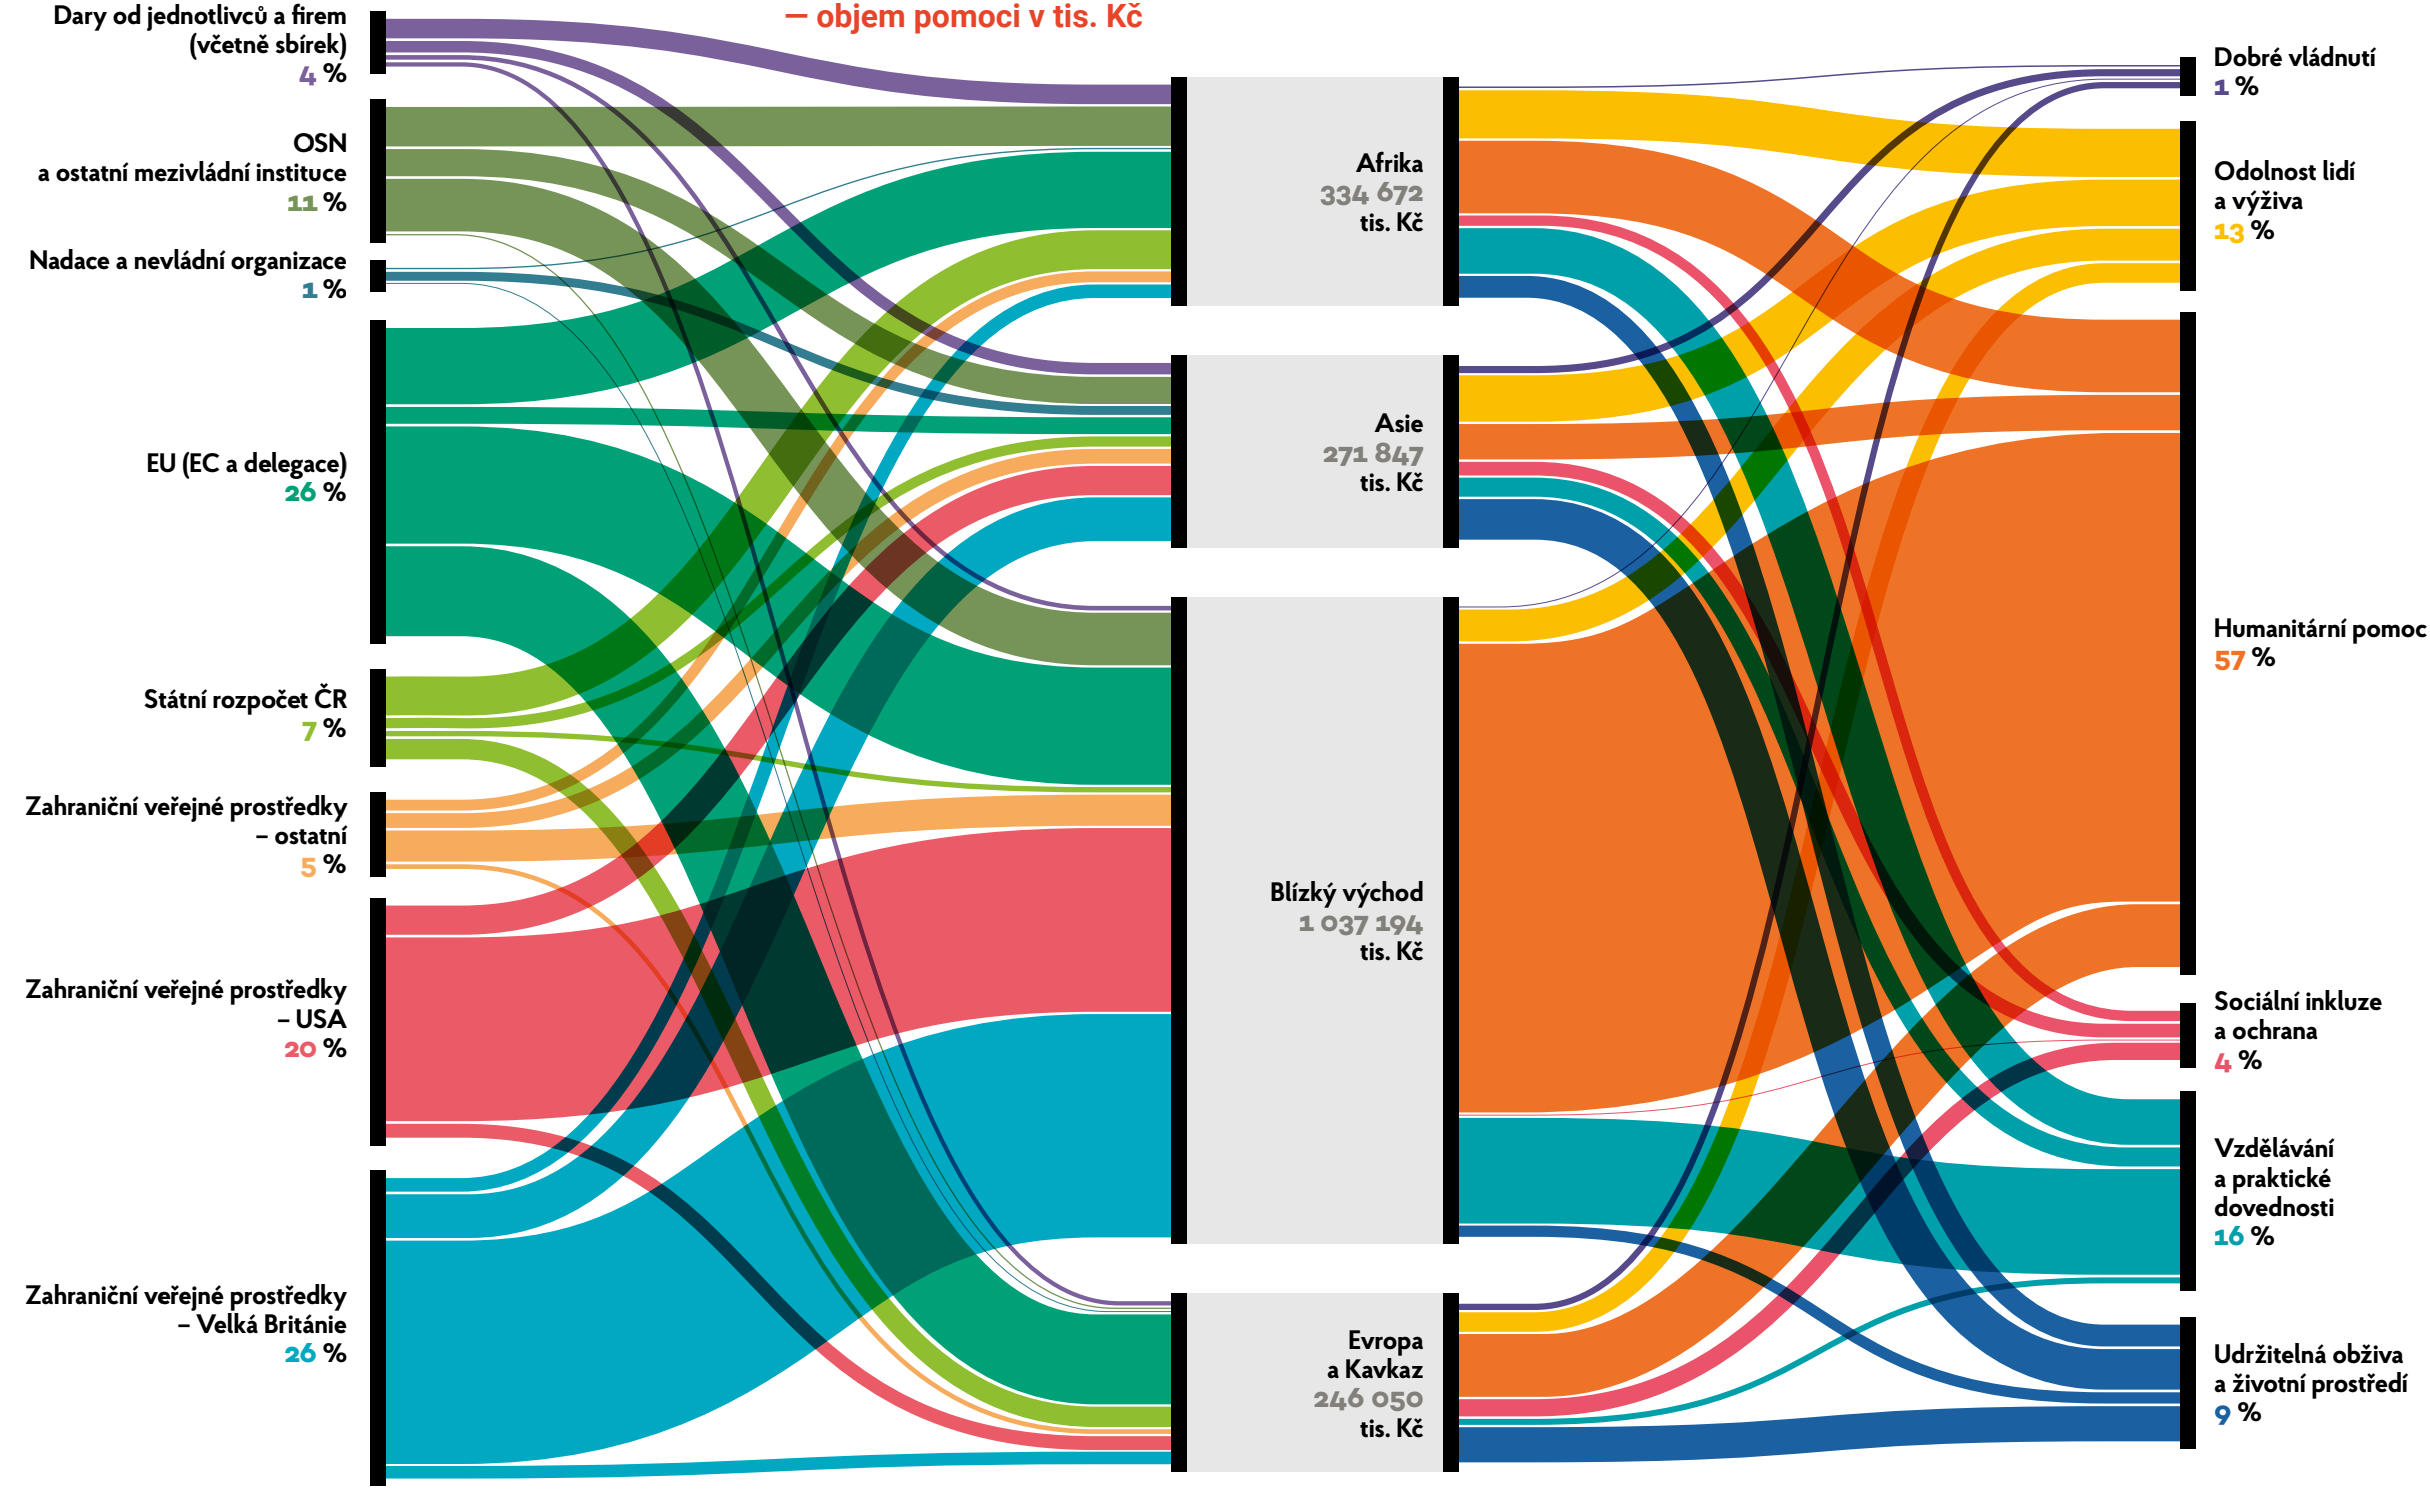 — objem pomoci v tis. Kč
Dary od jednotlivců a firem
(včetně sbírek)
4 %
OSN
a ostatní mezivládní instituce
11 %
Nadace a nevládní organizace
1 %
EU (EC a delegace)
26 %
Státní rozpočet ČR
7 %
Zahraniční veřejné prostředky
– ostatní
5 %
Zahraniční veřejné prostředky
– USA
20 %
Zahraniční veřejné prostředky
– Velká Británie
26 %
Afrika
334 672
tis. Kč
Asie
271 847
tis. Kč
Blízký východ
1 037 194
tis. Kč
Evropa
a Kavkaz
246 050
tis. Kč
Dobré vládnutí
1 %
Odolnost lidí
a výživa
13 %
Humanitární pomoc
57 %
Sociální inkluze
a ochrana
4 %
Vzdělávání
a praktické
dovednosti
16 %
Udržitelná obživa
a životní prostředí
9 %